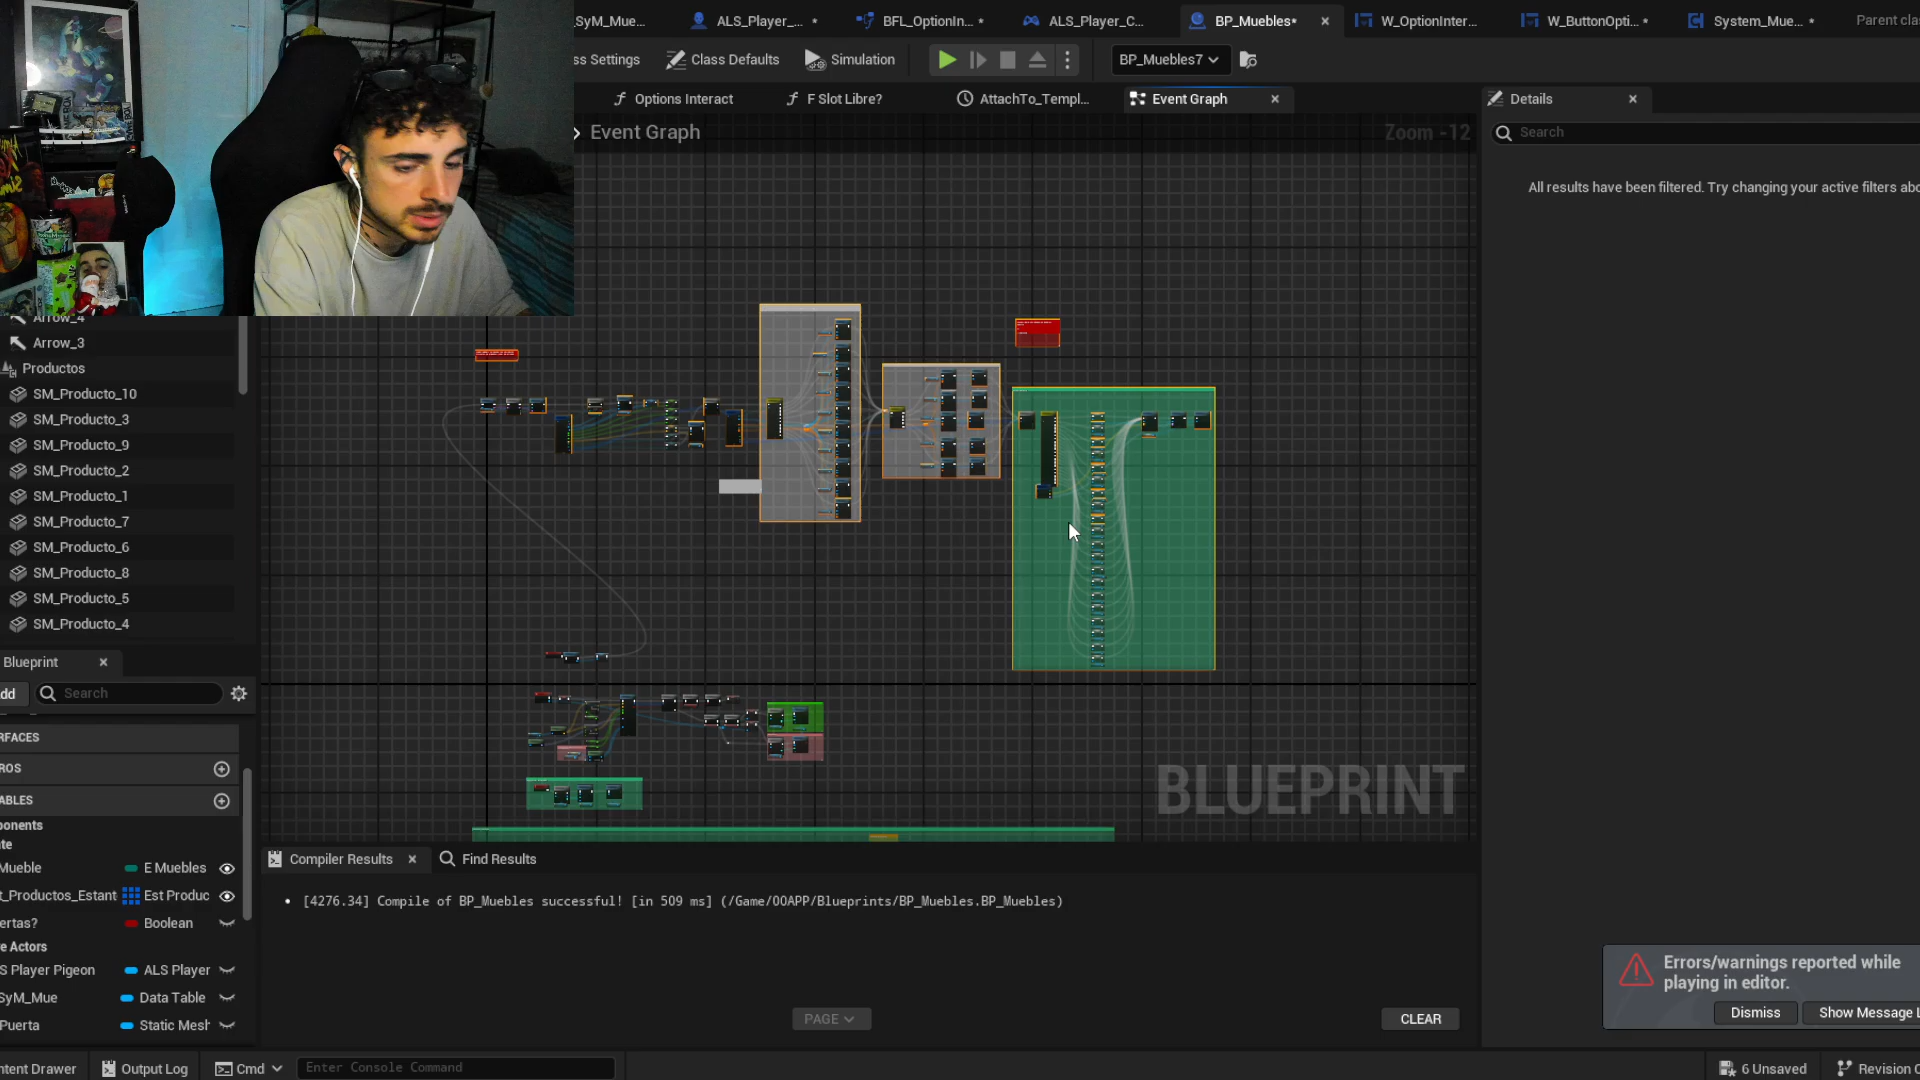 _SyM_Mue...
ALS_Player_... *
BFL_OptionIn... *
ALS_Player_C...
BP_Muebles*
W_OptionInter...
W_ButtonOpti... *
System_Mue... *
Parent clas
ss Settings
Class Defaults
Simulation
BP_Muebles7
Options Interact
F Slot Libre?
AttachTo_Templ...
Event Graph
Details
> Event Graph
Zoom -12
Search
All results have been filtered. Try changing your active filters abo
Arrow_4
Arrow_3
Productos
SM_Producto_10
SM_Producto_3
SM_Producto_9
SM_Producto_2
SM_Producto_1
SM_Producto_7
SM_Producto_6
SM_Producto_8
SM_Producto_5
SM_Producto_4
Blueprint
dd
Search
RFACES
ROS
ABLES
ponents
te
Mueble
E Muebles
t_Productos_Estant
Est Produc
ertas?
Boolean
e Actors
S Player Pigeon
ALS Player
SyM_Mue
Data Table
Puerta
Static Mesh
BLUEPRINT
Compiler Results
Find Results
• [4276.34] Compile of BP_Muebles successful! [in 509 ms] (/Game/00APP/Blueprints/BP_Muebles.BP_Muebles)
PAGE
CLEAR
Errors/warnings reported while
playing in editor.
Dismiss
Show Message L
ntent Drawer
Output Log
Cmd
Enter Console Command
6 Unsaved
Revision C